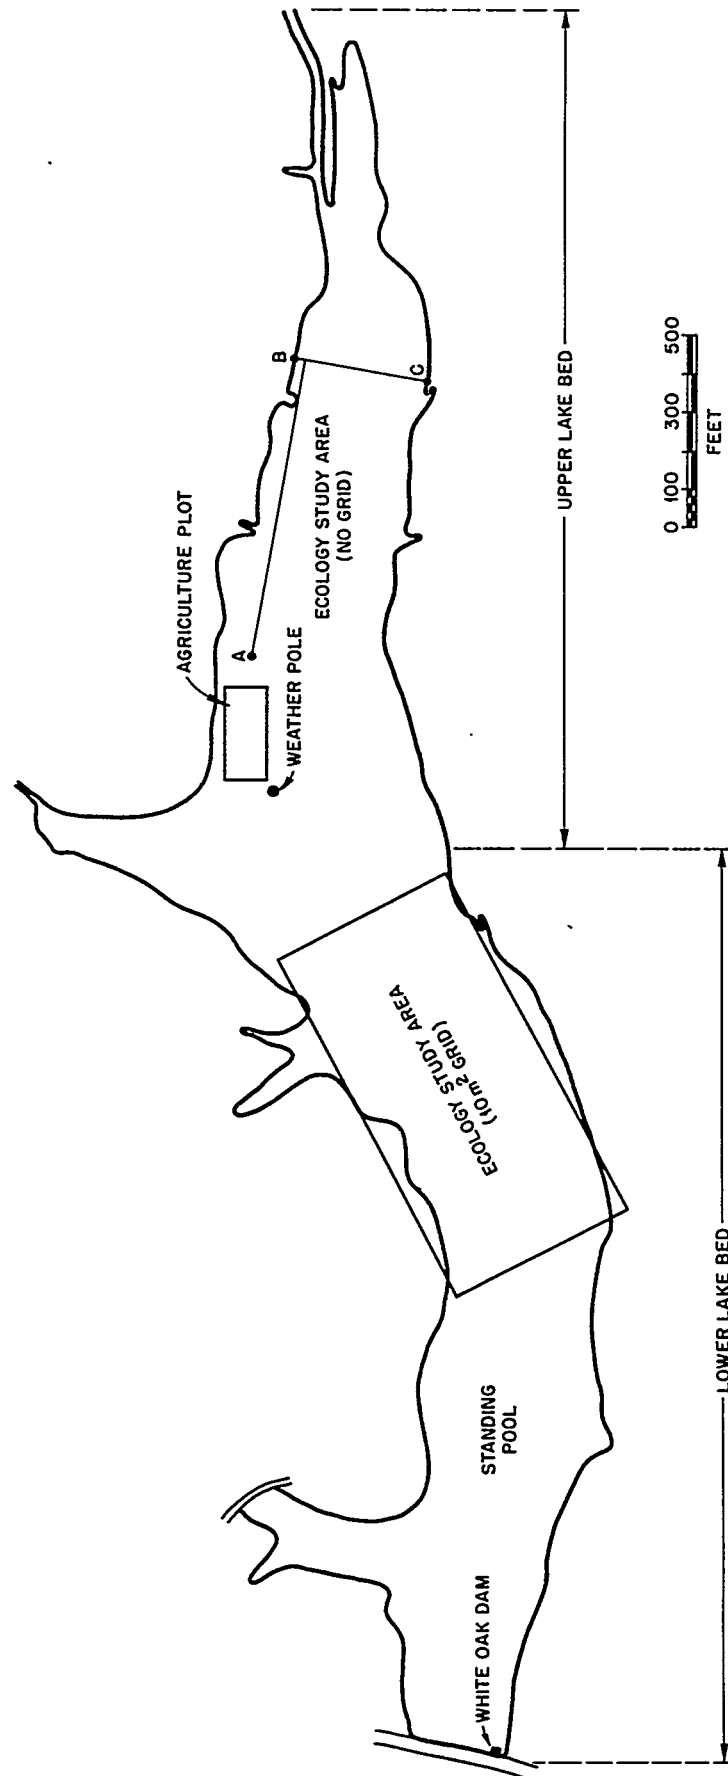 B
C
A
ECOLOGY STUDY AREA
(NO GRID)
AGRICULTURE PLOT
WEATHER POLE
UPPER LAKE BED
0 100 300 500
FEET
ECOLOGY STUDY AREA
(10 m2 GRID)
STANDING
POOL
WHITE OAK DAM
LOWER LAKE BED